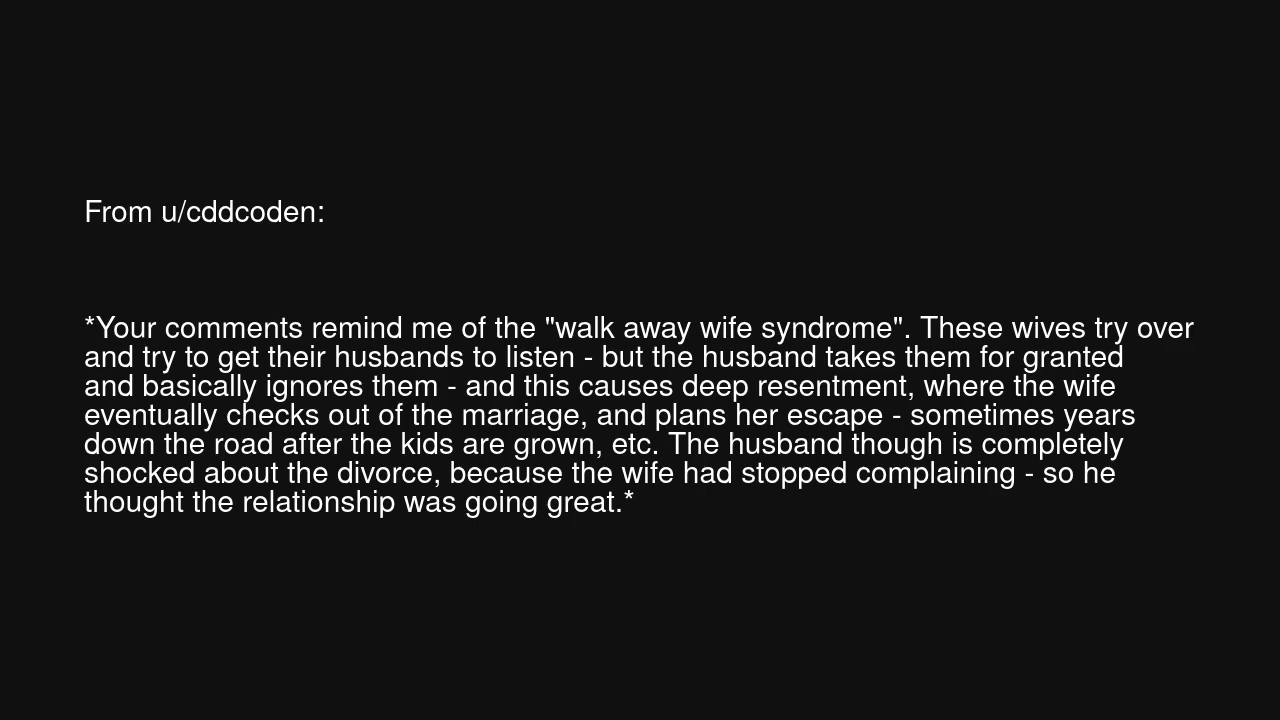 From u/cddcoden:
*Your comments remind me of the "walk away wife syndrome". These wives try over
and try to get their husbands to listen - but the husband takes them for granted
and basically ignores them - and this causes deep resentment, where the wife
eventually checks out of the marriage, and plans her escape - sometimes years
down the road after the kids are grown, etc. The husband though is completely
shocked about the divorce, because the wife had stopped complaining - so he
thought the relationship was going great.*